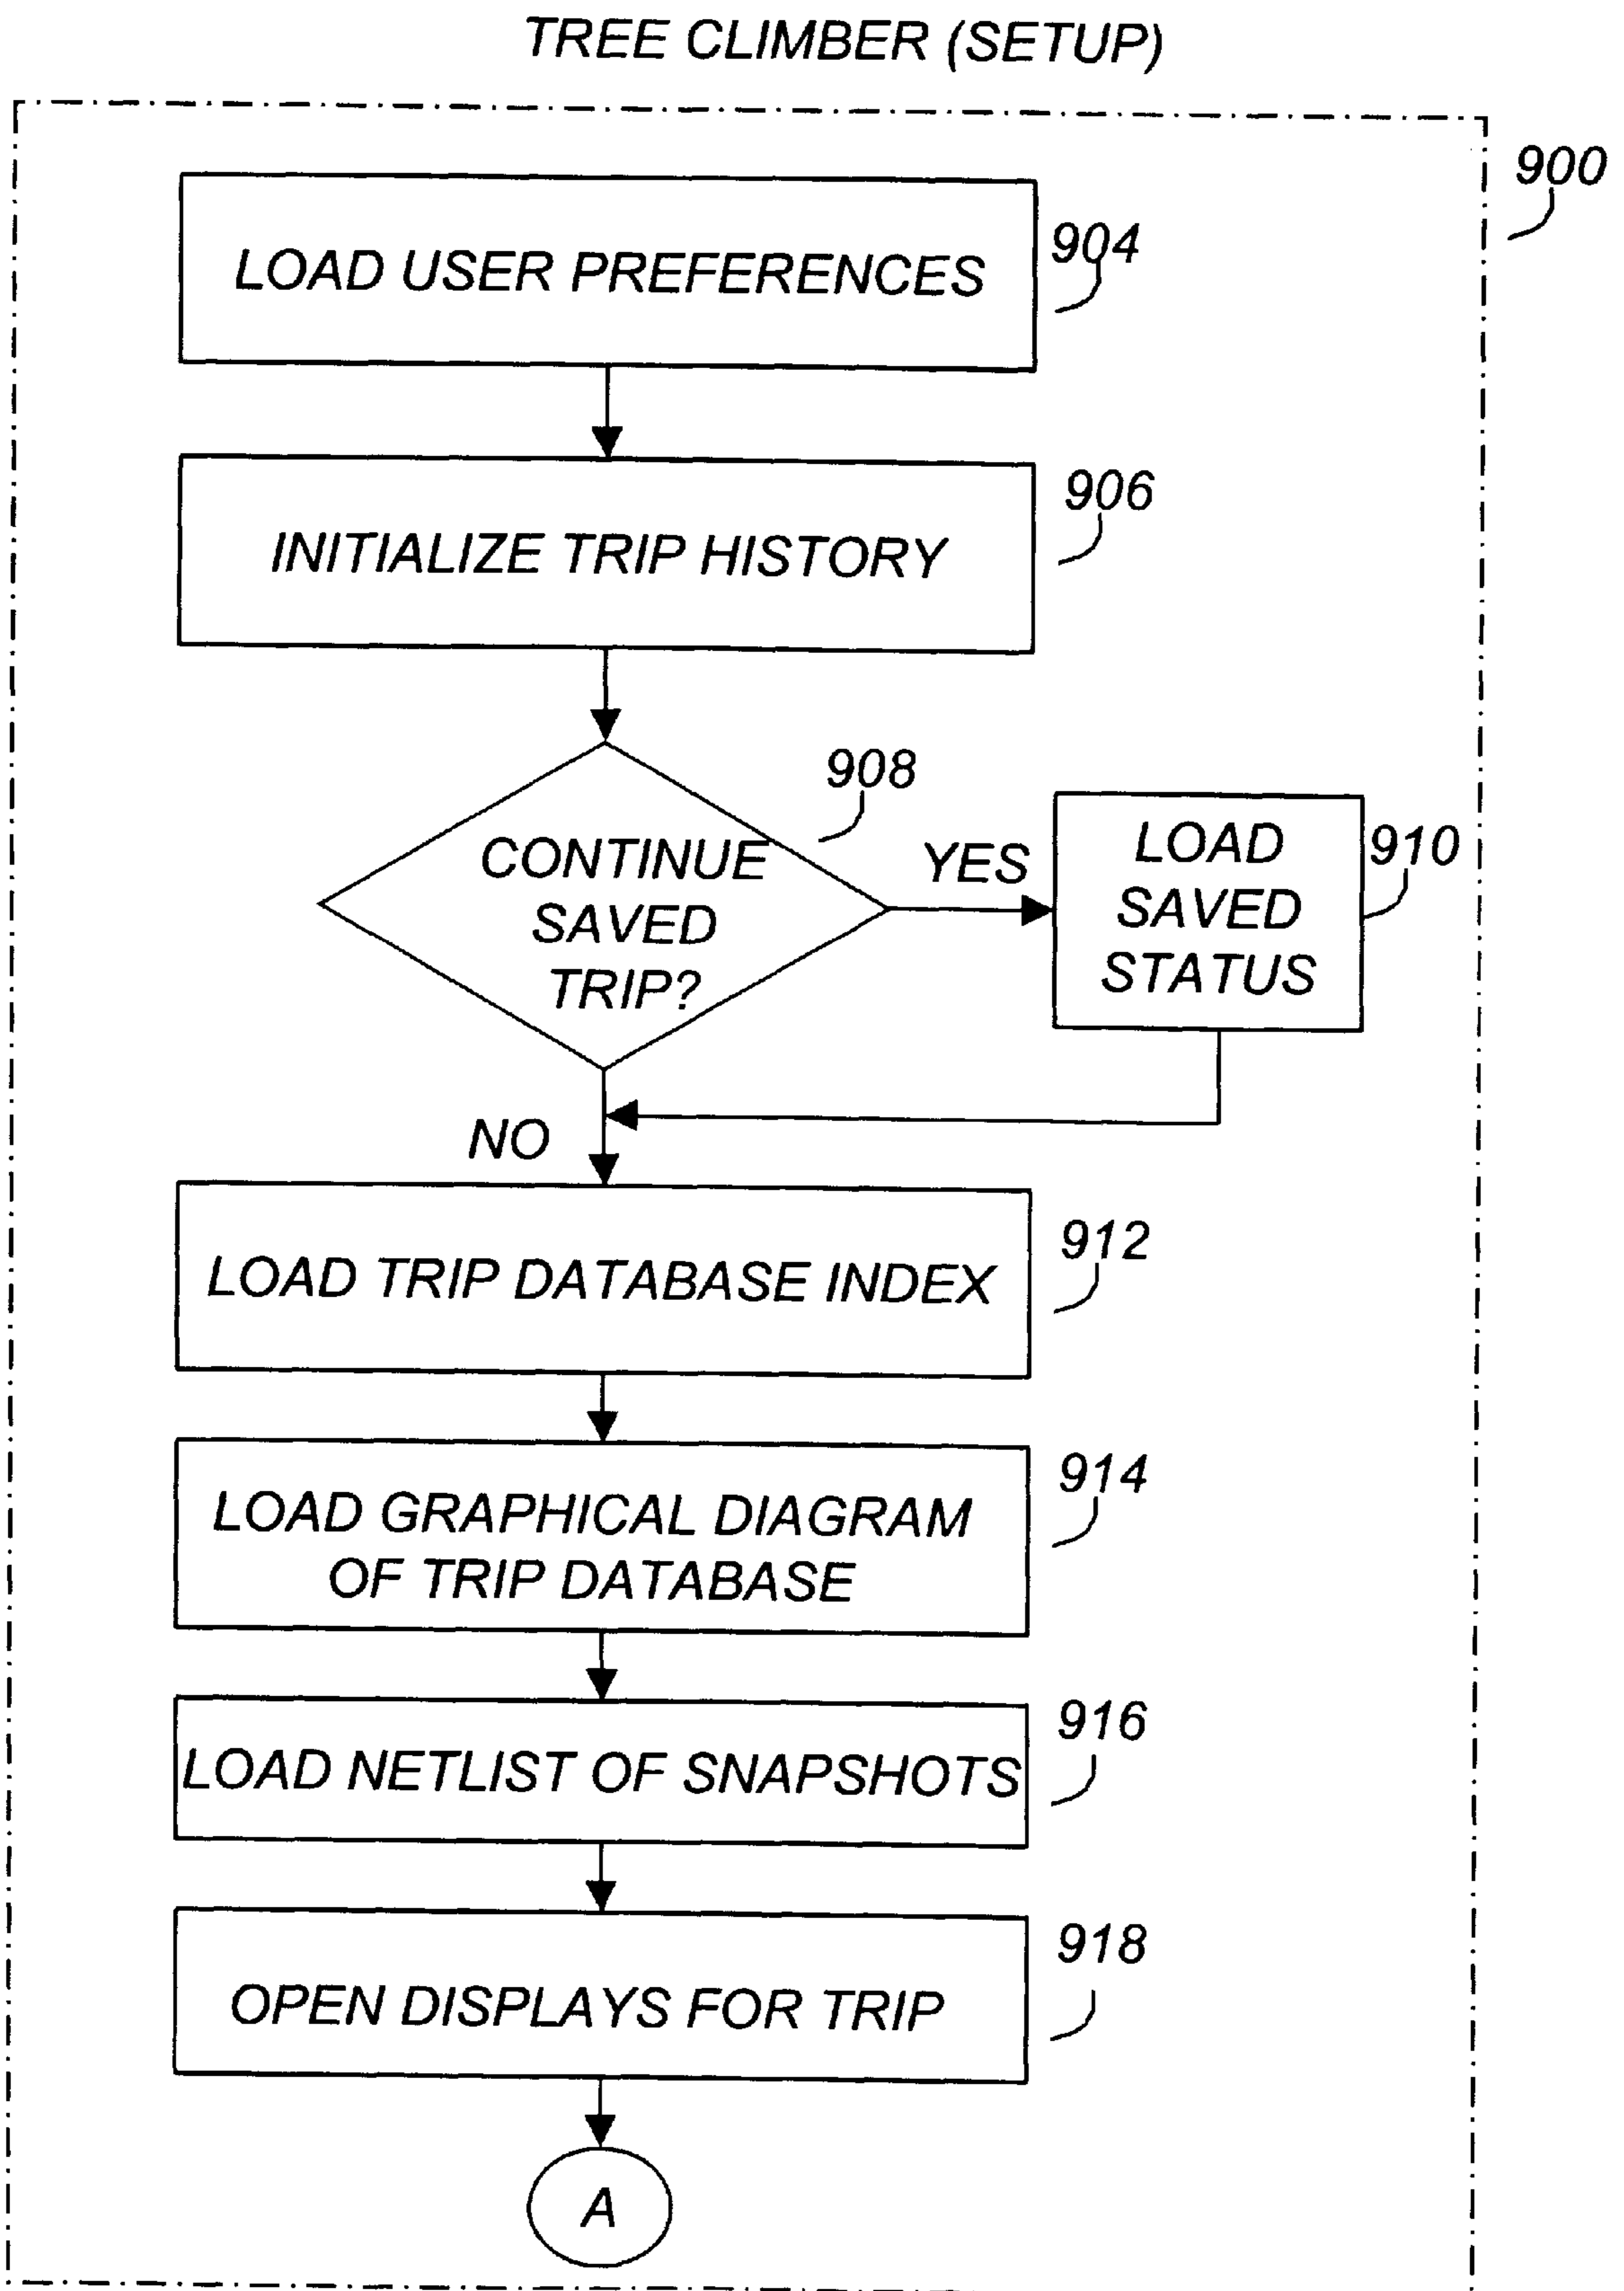 TREE CLIMBER (SETUP)
900
LOAD USER PREFERENCES
904
INITIALIZE TRIP HISTORY
906
908
CONTINUE
SAVED
TRIP?
YES
LOAD
SAVED
STATUS
910
NO
LOAD TRIP DATABASE INDEX
912
LOAD GRAPHICAL DIAGRAM
OF TRIP DATABASE
914
LOAD NETLIST OF SNAPSHOTS
916
OPEN DISPLAYS FOR TRIP
918
A